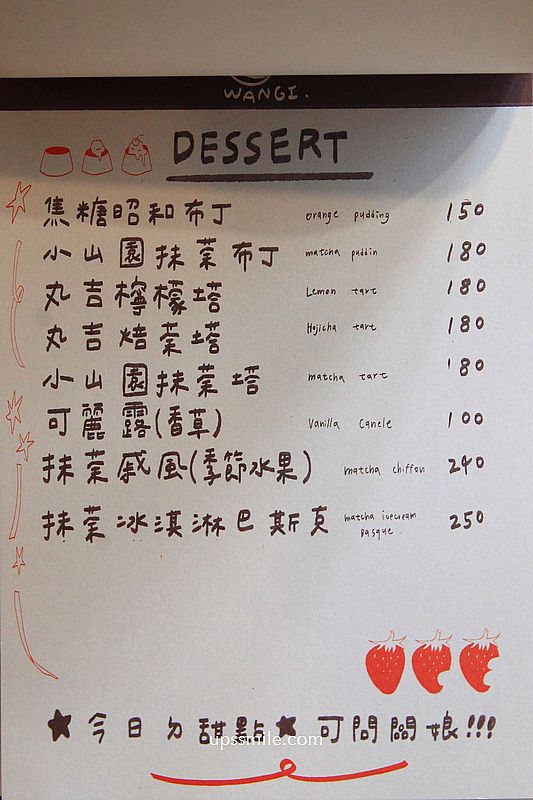 WANGI.
DESSERT
焦糖昭和布丁 orange pudding 150
小山園抹茶布丁 matcha puddin 180
丸吉檸檬塔 Lemon tart 180
丸吉焙茶塔 Hojicha tart 180
小山園抹茶塔 matcha tart 180
可麗露(香草) Vanilla Canele 100
抹茶戚風(季節水果) matcha chiffon 240
抹茶冰淇淋巴斯克 matcha icecream 250
Basque.
★今日ㄉ甜點★可問闆娘!!!
upssmile.com